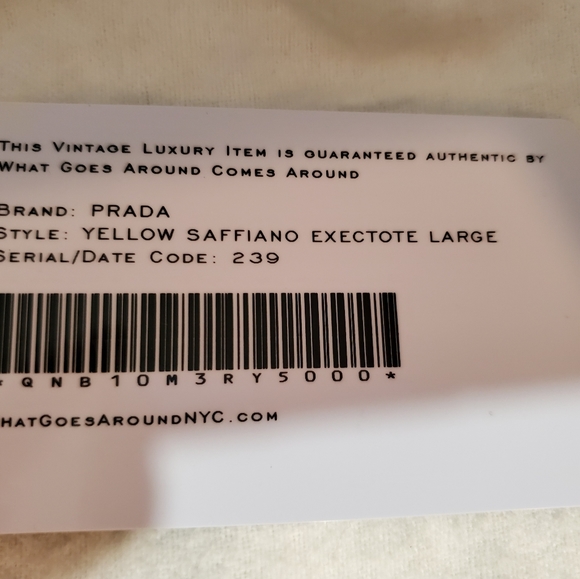 THIS VINTAGE LUXURY ITEM IS GUARANTEED AUTHENTIC BY
WHAT GOES AROUND COMES AROUND
BRAND: PRADA
STYLE: YELLOW SAFFIANO EXECTOTE LARGE
SERIAL/DATE CODE: 239
*QNB10M3RY5000*
HATGOESAROUNDNYC.COM